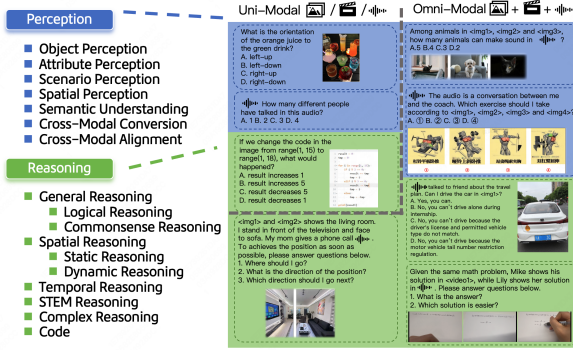 Perception
Object Perception
Attribute Perception
Scenario Perception
Spatial Perception
Semantic Understanding
Cross-Modal Conversion
Cross-Modal Alignment
Reasoning
General Reasoning
Logical Reasoning
Commonsense Reasoning
Spatial Reasoning
Static Reasoning
Dynamic Reasoning
Temporal Reasoning
STEM Reasoning
Complex Reasoning
Code
Uni-Modal / /
What is the orientation
of the orange juice to
the green drink?
A. left-up
B. left-down
C. right-up
D. right-down
How many different people
have talked in this audio?
A. 1 B. 2 C. 3 D. 4
If we change the code in the
image from range(1, 15) to
range(1, 18), what would
happened?
A. result increases 1
B. result increases 5
C. result decreases 5
D. result decreases 1
<img1> and <img2> shows the living room.
I stand in front of the television and face
to sofa. My mom gives a phone call .
To achieves the position as soon as
possible, please answer questions below.
1. Where should I go?
2. What is the direction of the position?
3. Which direction should I go next?
Omni-Modal + +
Among animals in <img1>, <img2> and <img3>,
how many animals can make sound in ?
A.5 B.4 C.3 D.2
The audio is a conversation between me
and the coach. Which exercise should I take
according to <img1>, <img2>, <img3> and <img4>?
A. ① B. ② C. ③ D. ④
① ② ③ ④
talked to friend about the travel
plan. Can I drive the car in <img1>?
A. Yes, you can.
B. No, you can't drive alone during
internship.
C. No, you can't drive because the
driver's license and permitted vehicle
type do not match.
D. No, you can't drive because the
motor vehicle tail number restriction
regulation.
Given the same math problem, Mike shows his
solution in <video1>, while Lily shows her solution
in . Please answer questions below.
1. What is the answer?
2. Which solution is easier?